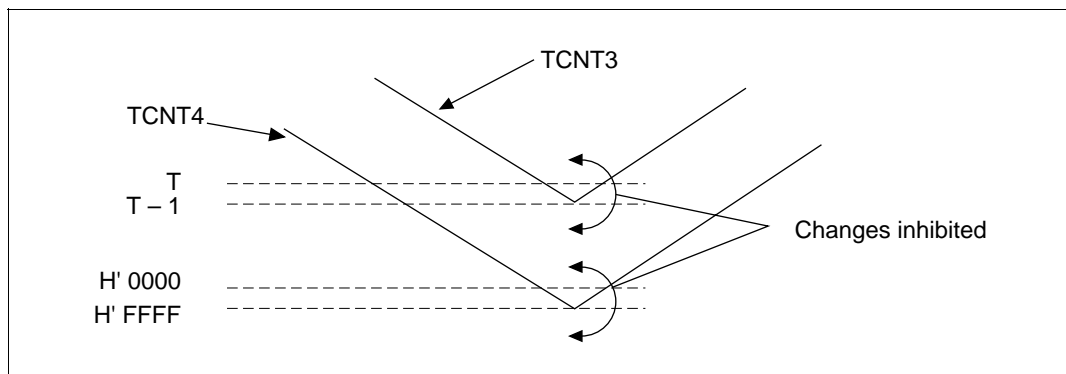 TCNT3
TCNT4
T
T – 1
Changes inhibited
H' 0000
H' FFFF